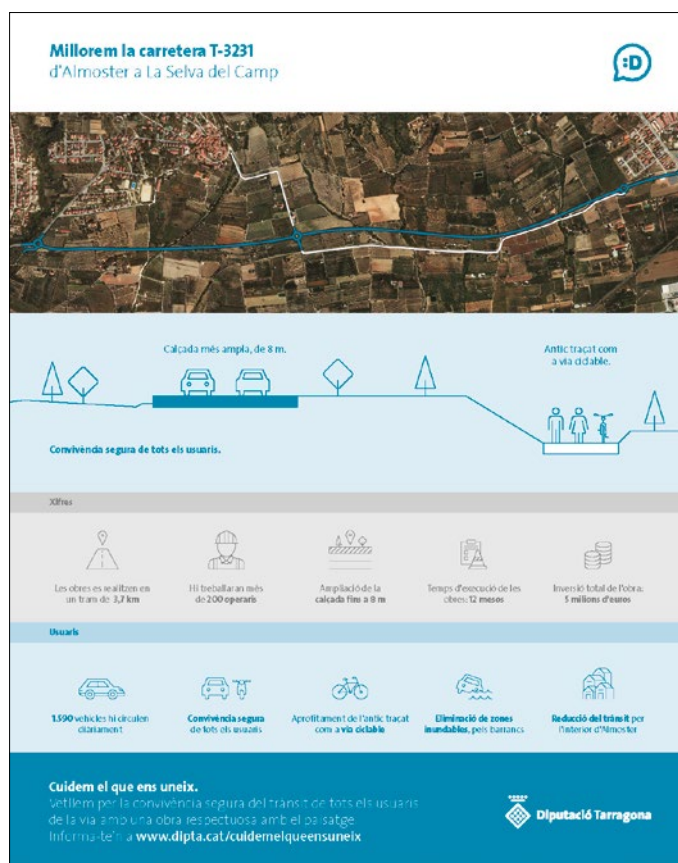 Millorem la carretera T-3231
d'Almoster a La Selva del Camp
:D
Calçada més ampla, de 8 m.
Antic traçat com
a via ciclable.
Convivència segura de tots els usuaris.
Xifres
Les obres es realitzen en
un tram de 3,7 km
Hi treballaran més
de 200 operaris
Ampliació de la
calçada fins a 8 m
Temps d'execució de les
obres: 12 mesos
Inversió total de l'obra:
5 milions d'euros
Usuaris
1.590 vehicles hi circulen
diàriament
Convivència segura
de tots els usuaris
Aprofitament de l'antic traçat
com a via ciclable
Eliminació de zones
inundables, pels barrancs
Reducció del trànsit per
l'interior d'Almoster
Cuidem el que ens uneix.
Vetllem per la convivència segura del trànsit de tots els usuaris
de la via amb una obra respectuosa amb el paisatge.
Informa-te'n a www.dipta.cat/cuidemelqueensuneix
Diputació Tarragona